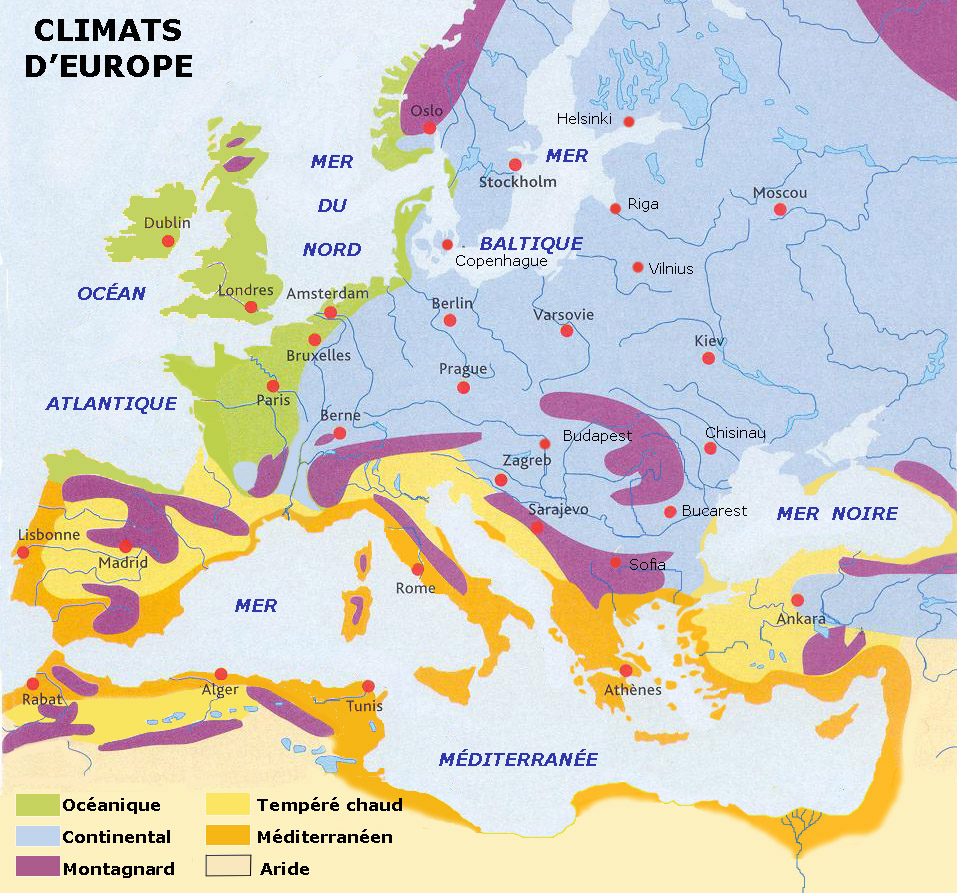 CLIMATS
D'EUROPE
Oslo
Helsinki
MER
DU
NORD
MER
BALTIQUE
Stockholm
Moscou
Riga
Dublin
Copenhague
Vilnius
OCÉAN
ATLANTIQUE
Londres
Amsterdam
Berlin
Varsovie
Bruxelles
Kiev
Prague
Paris
Berne
Budapest
Chisinau
Zagreb
Sarajevo
Bucarest
MER NOIRE
Lisbonne
Madrid
Sofia
Rome
MER
MÉDITERRANÉE
Ankara
Rabat
Alger
Tunis
Athènes
Océanique
Continental
Montagnard
Tempéré chaud
Méditerranéen
Aride